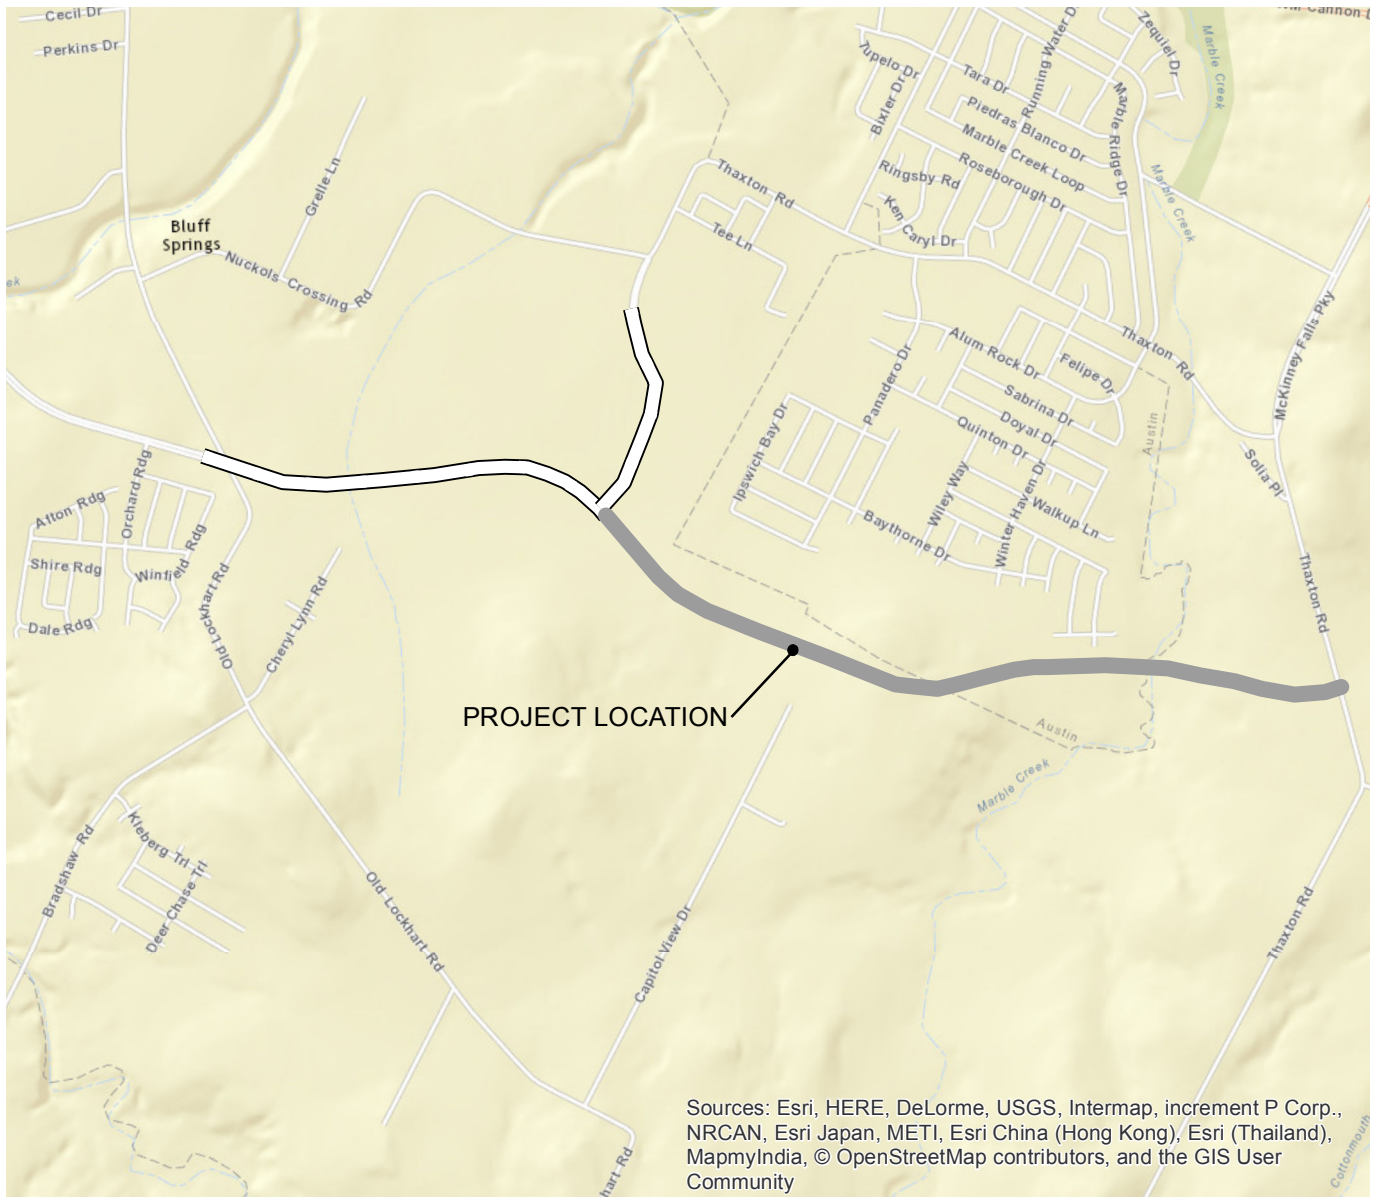 Cecil Dr
Perkins Dr
Zequiel Dr
Running Water Dr
Marble Creek
Tupelo Dr
Tara Dr
Bixler Dr
Piedras Blanco Dr
Marble Ridge Dr
Marble Creek Loop
Ringsby Rd
Roseborough Dr
Marble Creek
Grelle Ln
Thaxton Rd
Ken Caryl Dr
Tee Ln
Bluff
Springs
Nuckols Crossing Rd
McKinney Falls Pky
Alum Rock Dr
Felipe Dr
Thaxton Rd
Panadero Dr
Sabrina Dr
Doyal Dr
Quinton Dr
Austin
Ipswich Bay Dr
Orchard Rdg
Wiley Way
Winter Haven Dr
Solia Pl
Afton Rdg
Walkup Ln
Baythorne Dr
Shire Rdg
Winfield Rdg
Thaxton Rd
Dale Rdg
Old Lockhart Rd
Cheryl Lynn Rd
PROJECT LOCATION
Austin
Marble Creek
Kleberg Trl
Bradshaw Rd
Deer Chase Trl
Old Lockhart Rd
Capitol View Dr
Thaxton Rd
Sources: Esri, HERE, DeLorme, USGS, Intermap, increment P Corp.,
NRCAN, Esri Japan, METI, Esri China (Hong Kong), Esri (Thailand),
MapmyIndia, © OpenStreetMap contributors, and the GIS User
Community
hart Rd
Cottonmouth